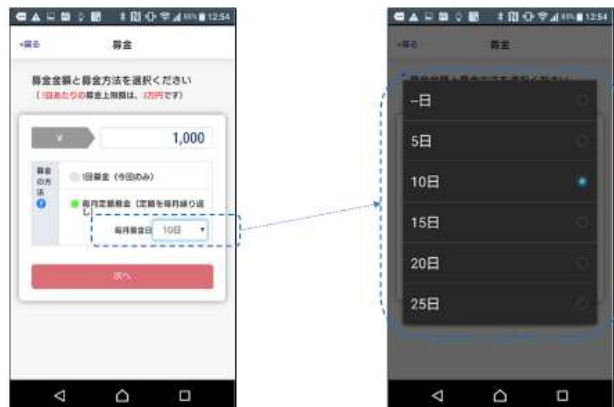 12:54
<戻る
募金
募金金額と募金方法を選択ください
(1回あたりの募金上限額は、3万円です)
¥
1,000
募金の方法
?
1回募金 (今回のみ)
毎月定額募金 (定額を毎月繰り返
し)
毎月募金日
10日
次へ
12:54
<戻る
募金
--日
5日
10日
15日
20日
25日